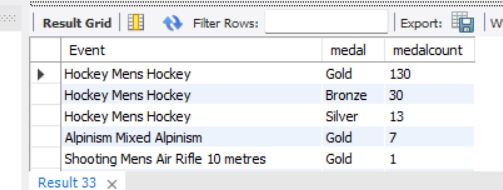 Result Grid Filter Rows: Export: W
Event medal medalcount
Hockey Mens Hockey Gold 130
Hockey Mens Hockey Bronze 30
Hockey Mens Hockey Silver 13
Alpinism Mixed Alpinism Gold 7
Shooting Mens Air Rifle 10 metres Gold 1
Result 33 ×